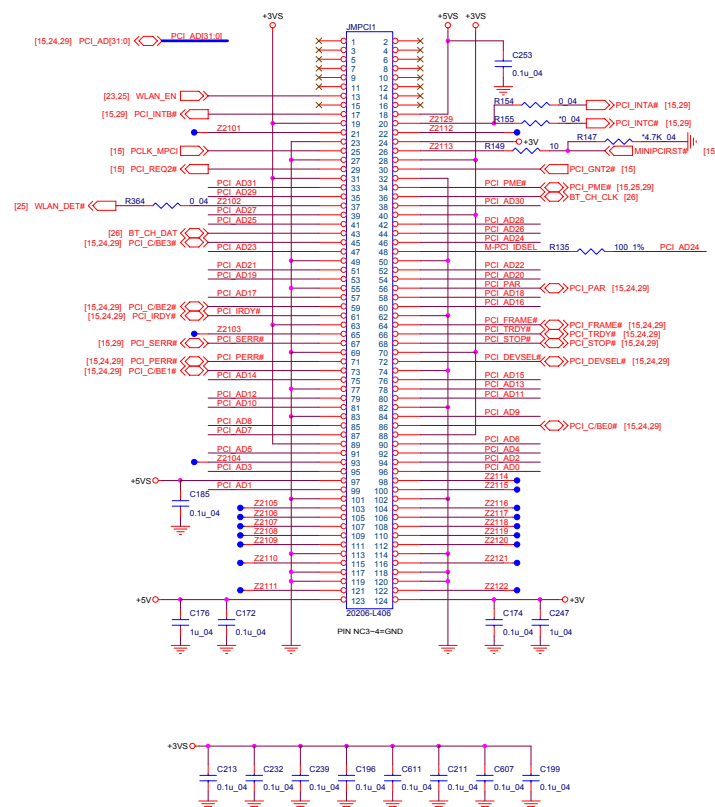 +3VS
JMPCI1
+5VS +3VS
[15,24,29] PCI_AD[31:0] PCI_AD[31:0]
1 2
3 4
5 6
7 8
9 10
11 12
13 14
15 16
17 18
19 20
21 22
23 24
25 26
27 28
29 30
31 32
33 34
35 36
37 38
39 40
41 42
43 44
45 46
47 48
49 50
51 52
53 54
55 56
57 58
59 60
61 62
63 64
65 66
67 68
69 70
71 72
73 74
75 76
77 78
79 80
81 82
83 84
85 86
87 88
89 90
91 92
93 94
95 96
97 98
99 100
101 102
103 104
105 106
107 108
109 110
111 112
113 114
115 116
117 118
119 120
121 122
123 124
20206-L406
PIN NC3~4=GND
[23,25] WLAN_EN
[15,29] PCI_INTB#
Z2101
[15] PCLK_MPCI
[15] PCI_REQ2#
PCI_AD31
PCI_AD29
[25] WLAN_DET# R364 0_04 Z2102
PCI_AD27
PCI_AD25
[26] BT_CH_DAT
[15,24,29] PCI_C/BE3#
PCI_AD23
PCI_AD21
PCI_AD19
PCI_AD17
[15,24,29] PCI_C/BE2#
[15,24,29] PCI_IRDY# PCI_IRDY#
Z2103
[15,29] PCI_SERR# PCI_SERR#
[15,24,29] PCI_PERR# PCI_PERR#
[15,24,29] PCI_C/BE1#
PCI_AD14
PCI_AD12
PCI_AD10
PCI_AD8
PCI_AD7
PCI_AD5
Z2104
PCI_AD3
+5VS
PCI_AD1
C185
0.1u_04
Z2105
Z2106
Z2107
Z2108
Z2109
Z2110
Z2111
+5V
C176
1u_04
C172
0.1u_04
C253
0.1u_04
R154 0_04 PCI_INTA# [15,29]
Z2129 R155 *0_04 PCI_INTC# [15,29]
Z2112
+3V
R147 *4.7K_04
Z2113 R149 10 MINIPCIRST# [15
PCI_GNT2# [15]
PCI_PME# PCI_PME# [15,25,29]
BT_CH_CLK [26]
PCI_AD30
PCI_AD28
PCI_AD26
PCI_AD24
M-PCI_IDSEL R135 100_1% PCI_AD24
PCI_AD22
PCI_AD20
PCI_PAR PCI_PAR [15,24,29]
PCI_AD18
PCI_AD16
PCI_FRAME# PCI_FRAME# [15,24,29]
PCI_TRDY# PCI_TRDY# [15,24,29]
PCI_STOP# PCI_STOP# [15,24,29]
PCI_DEVSEL# PCI_DEVSEL# [15,24,29]
PCI_AD15
PCI_AD13
PCI_AD11
PCI_AD9
PCI_C/BE0# [15,24,29]
PCI_AD6
PCI_AD4
PCI_AD2
PCI_AD0
Z2114
Z2115
Z2116
Z2117
Z2118
Z2119
Z2120
Z2121
Z2122
+3V
C174
0.1u_04
C247
1u_04
+3VS
C213
0.1u_04
C232
0.1u_04
C239
0.1u_04
C196
0.1u_04
C611
0.1u_04
C211
0.1u_04
C607
0.1u_04
C199
0.1u_04